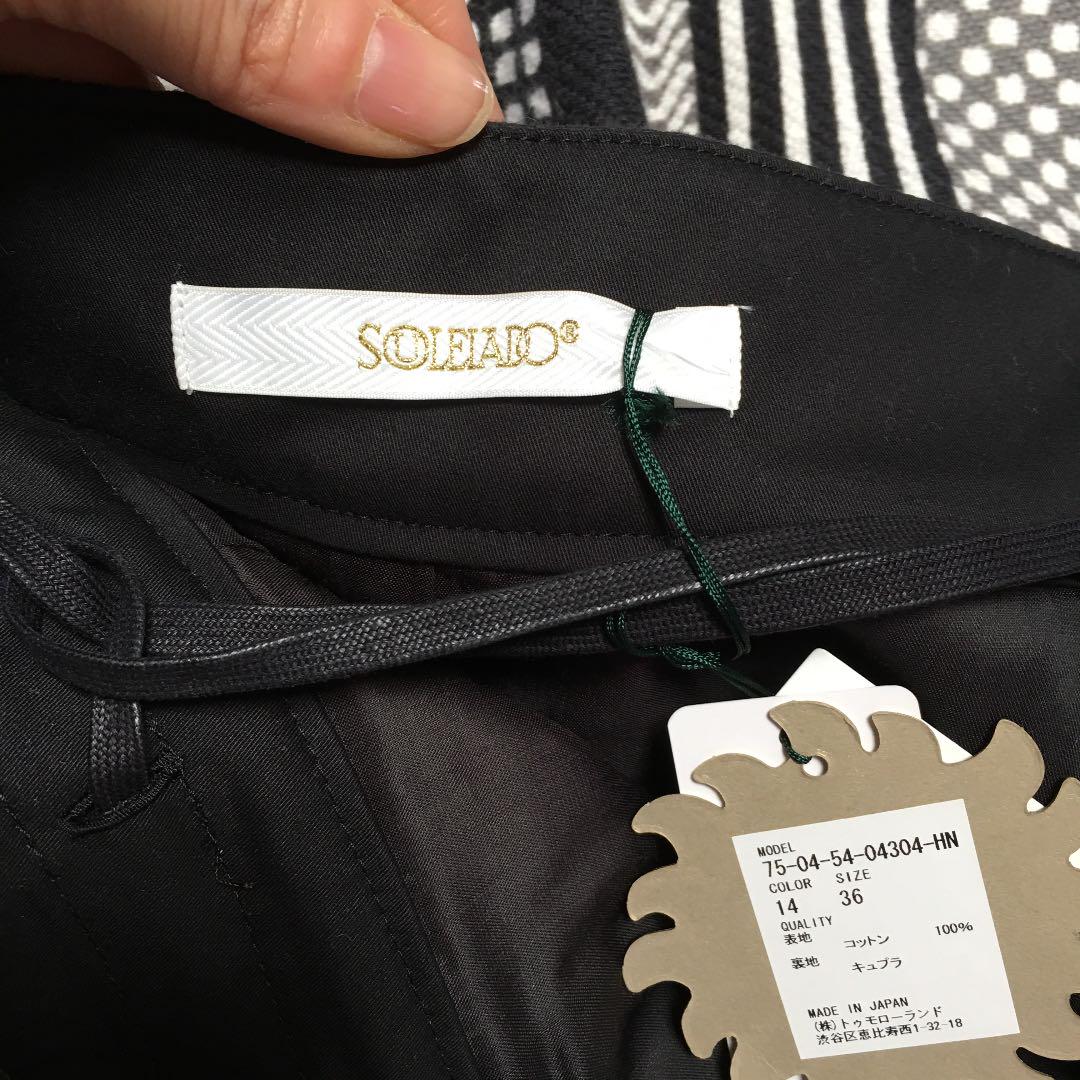 SOULEIADO®
MODEL
75-04-54-04304-HN
COLOR SIZE
14 36
QUALITY
表地 コットン 100%
裏地 キュプラ
MADE IN JAPAN
(株)トゥモローランド
渋谷区恵比寿西1-32-18